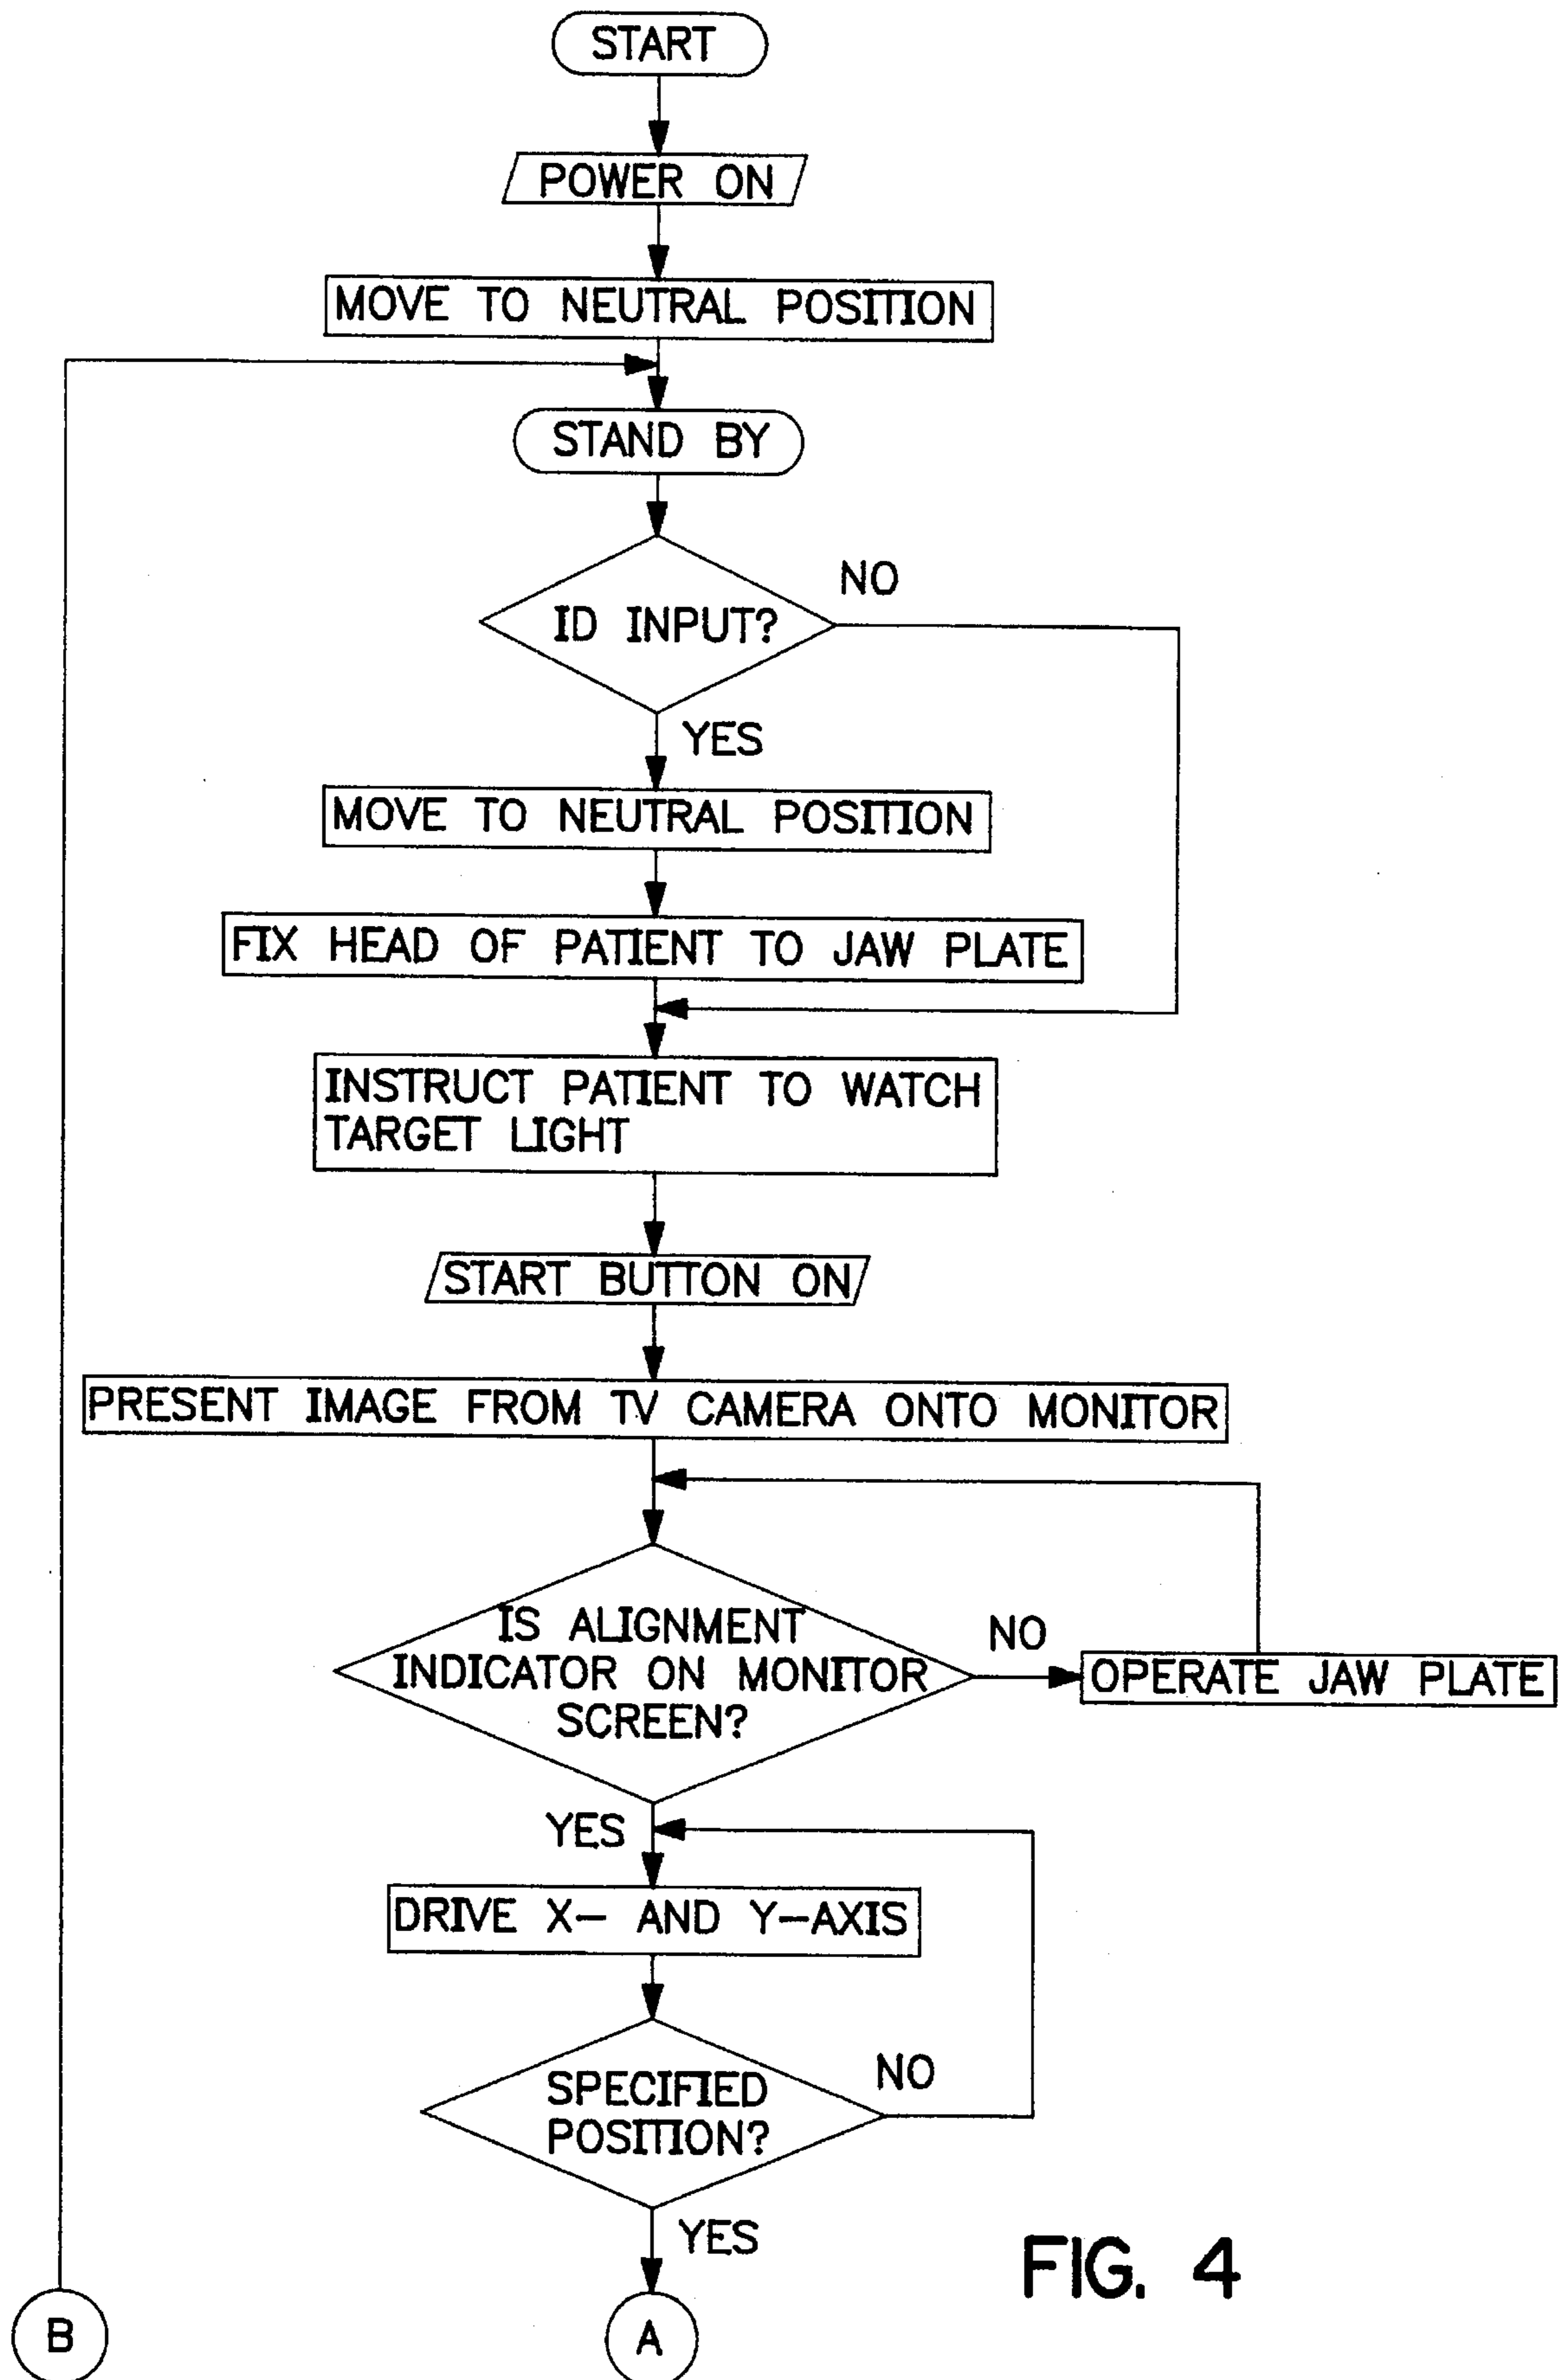 START
POWER ON
MOVE TO NEUTRAL POSITION
STAND BY
ID INPUT?
NO
YES
MOVE TO NEUTRAL POSITION
FIX HEAD OF PATIENT TO JAW PLATE
INSTRUCT PATIENT TO WATCH
TARGET LIGHT
START BUTTON ON
PRESENT IMAGE FROM TV CAMERA ONTO MONITOR
IS ALIGNMENT
INDICATOR ON MONITOR
SCREEN?
NO
OPERATE JAW PLATE
YES
DRIVE X- AND Y-AXIS
SPECIFIED
POSITION?
NO
YES
FIG. 4
B
A